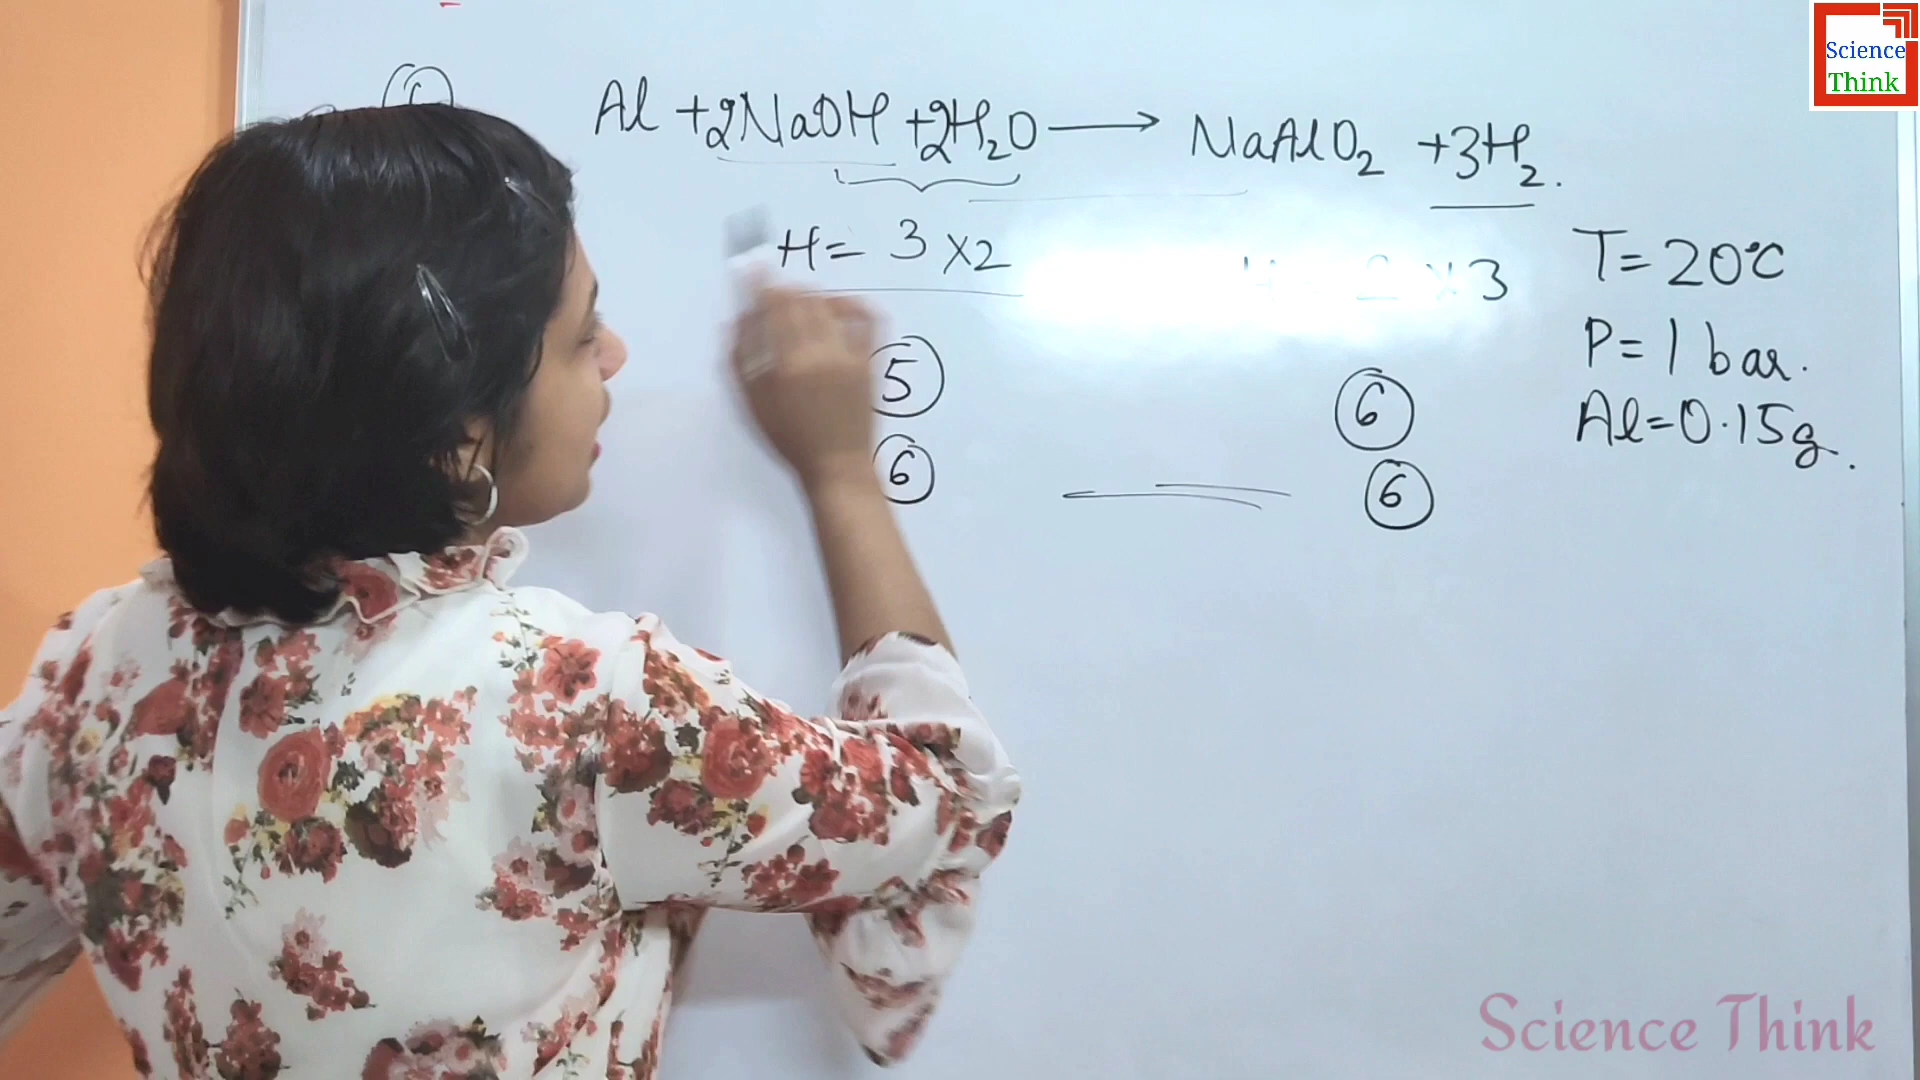 Al + 2NaOH + 2H₂O ⟶ NaAlO₂ + 3H₂.
H = 3 x2
x 3
T = 20°C
P = 1 bar.
Al = 0.15g.
5
6
6
6
Science
Think
Science Think